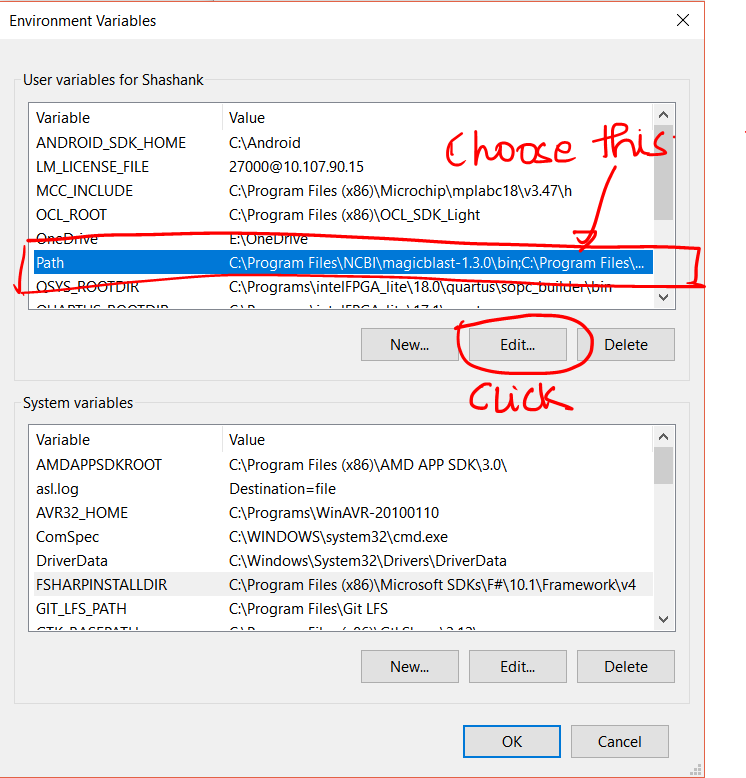 Environment Variables
User variables for Shashank
Variable Value
ANDROID_SDK_HOME C:\Android
LM_LICENSE_FILE 27000@10.107.90.15
MCC_INCLUDE C:\Program Files (x86)\Microchip\mplabc18\v3.47\h
OCL_ROOT C:\Program Files (x86)\OCL_SDK_Light
OneDrive E:\OneDrive
Path C:\Program Files\NCBI\magicblast-1.3.0\bin;C:\Program Files\...
QSYS_ROOTDIR C:\Programs\intelFPGA_lite\18.0\quartus\sopc_builder\bin
Choose this
New... Edit... Delete
Click
System variables
Variable Value
AMDAPPSDKROOT C:\Program Files (x86)\AMD APP SDK\3.0\
asl.log Destination=file
AVR32_HOME C:\Programs\WinAVR-20100110
ComSpec C:\WINDOWS\system32\cmd.exe
DriverData C:\Windows\System32\Drivers\DriverData
FSHARPINSTALLDIR C:\Program Files (x86)\Microsoft SDKs\F#\10.1\Framework\v4
GIT_LFS_PATH C:\Program Files\Git LFS
New... Edit... Delete
OK Cancel